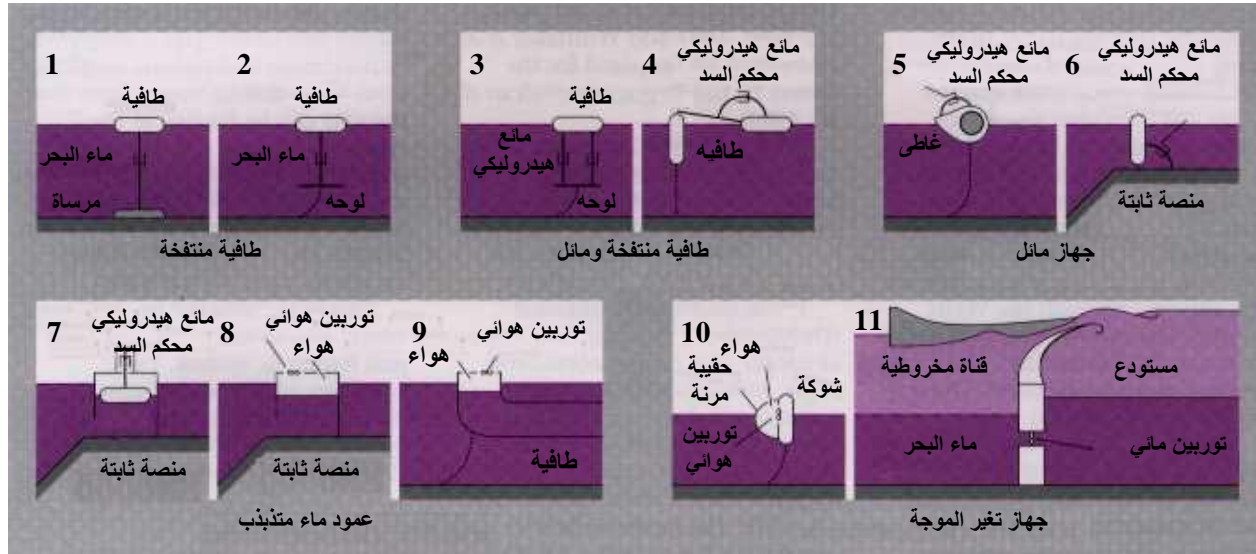 1
طافية
ماء البحر
مرساة
2
طافية
ماء البحر
لوحه
طافية منتفخة
3
طافية
مائع
هيدروليكي
لوحه
4
مائع هيدروليكي
محكم السد
طافيه
طافية منتفخة ومائل
5
مائع هيدروليكي
محكم السد
غاطى
6
مائع هيدروليكي
محكم السد
منصة ثابتة
جهاز مائل
7
مائع هيدروليكي
محكم السد
منصة ثابتة
8
توربين هوائي
هواء
منصة ثابتة
9
توربين هوائي
هواء
طافية
عمود ماء متذبذب
10
هواء
حقيبة
مرنة
شوكة
توربين
هوائي
11
قناة مخروطية
مستودع
ماء البحر
توربين مائي
جهاز تغير الموجة